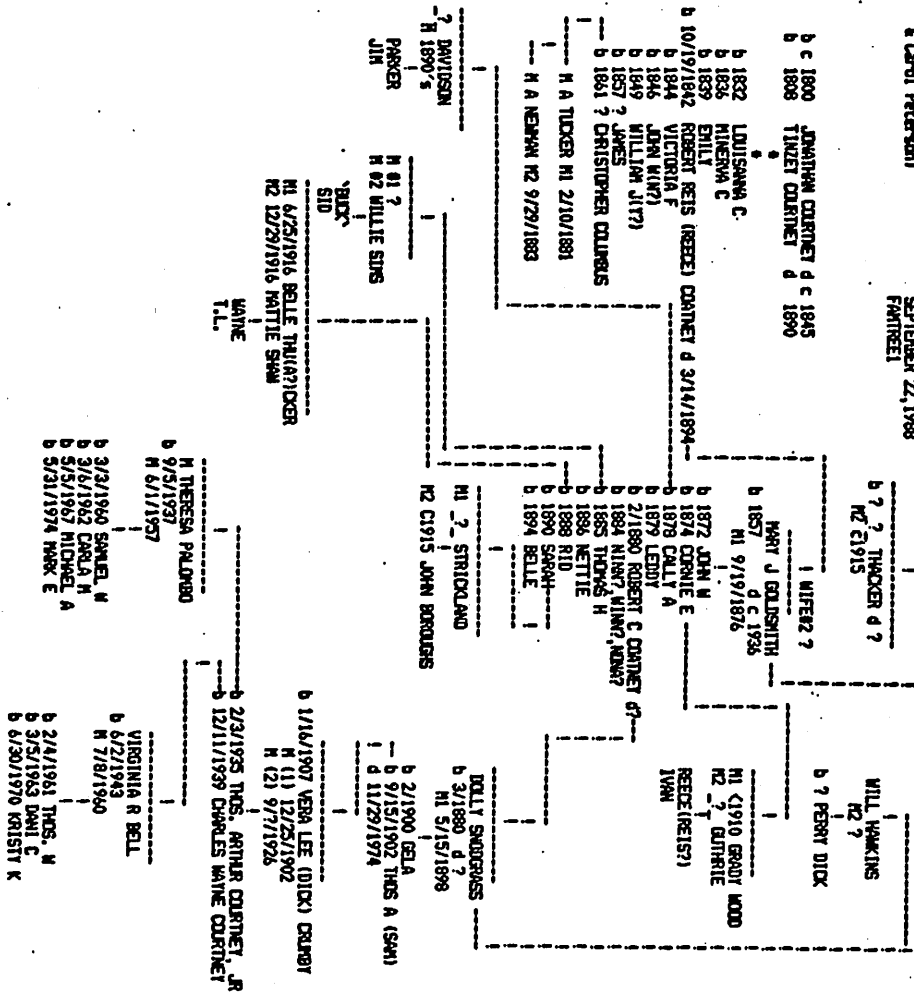 & Carol Peterson)
SEPTEMBER 22, 1988
FAMTREE1
b c 1800 JONATHAN COURTNEY d c 1845
b 1808 TINZET COURTNEY d 1890
b 1832 LOUISANNA C
b 1836 MINERVA C
b 1839 EMILY
b 10/19/1842 ROBERT REIS (REECE) COATNEY d 3/14/1894
b 1844 VICTORIA F
b 1846 JOHN W(N?)
b 1849 WILLIAM J(T?)
b 1857 ? JAMES
b 1861 ? CHRISTOPHER COLUMBUS
M A TUCKER M1 2/10/1881
M A NEWMAN M2 9/29/1883
? DAVIDSON
M 1890's
PARKER
JIM
M #1 ?
M #2 WILLIE SIMS
"BUCK"
SID
M1 6/25/1916 BELLE THU(A?)CKER
M2 12/29/1916 MATTIE SHAW
WAYNE
T.L.
b ? ? THACKER d ?
M2 C1915
WIFE#2 ?
MARY J GOLDSMITH
b 1857 d c 1936
M1 9/19/1876
b 1872 JOHN W
b 1874 CORNIE E
b 1878 CALLY A
b 1879 LEDDY
b 2/1880 ROBERT C COATNEY d?
b 1884 NINN?,WINN?,NONA?
b 1885 THOMAS H
b 1886 NETTIE
b 1888 RID
b 1890 SARAH
b 1894 BELLE
M1 _?_ STRICKLAND
M2 C1915 JOHN BOROUGHS
WILL HAWKINS
M2 ?
b ? PERRY DICK
M1 <1910 GRADY WOOD
M2 _?_ GUTHRIE
REECE(REIS?)
IVAN
DOLLY SNODGRASS
b 3/1880 d ?
M1 5/15/1898
b 2/1900 GELA
b 9/15/1902 THOS A (SAM)
d 11/29/1974
b 1/16/1907 VERA LEE (DICK) CRUMBY
M (1) 12/25/1902
M (2) 9/?/1926
b 2/3/1935 THOS. ARTHUR COURTNEY, JR
b 12/11/1939 CHARLES WAYNE COURTNEY
M THERESA PALOMBO
b 9/5/1937
M 6/1/1957
b 3/3/1960 SAMUEL W
b 3/6/1962 CARLA M
b 5/5/1967 MICHAEL A
b 5/31/1974 MARK E
VIRGINIA R BELL
b 6/2/1943
M 7/8/1960
b 2/4/1961 THOS. W
b 3/5/1963 DANI C
b 6/30/1970 KRISTY K